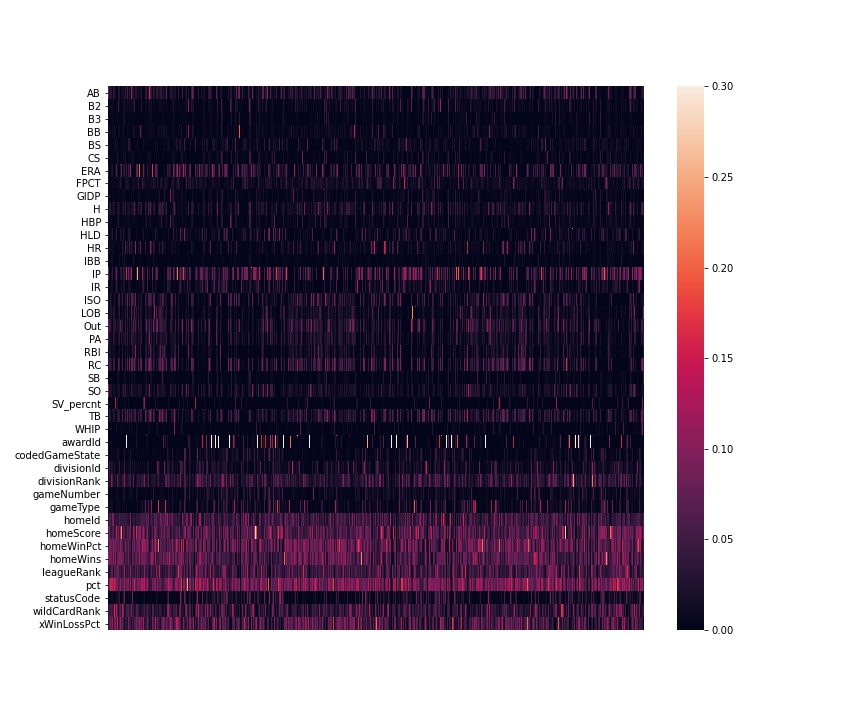 AB
B2
B3
BB
BS
CS
ERA
FPCT
GIDP
H
HBP
HLD
HR
IBB
IP
IR
ISO
LOB
Out
PA
RBI
RC
SB
SO
SV_percnt
TB
WHIP
awardId
codedGameState
divisionId
divisionRank
gameNumber
gameType
homeId
homeScore
homeWinPct
homeWins
leagueRank
pct
statusCode
wildCardRank
xWinLossPct
0.30
0.25
0.20
0.15
0.10
0.05
0.00